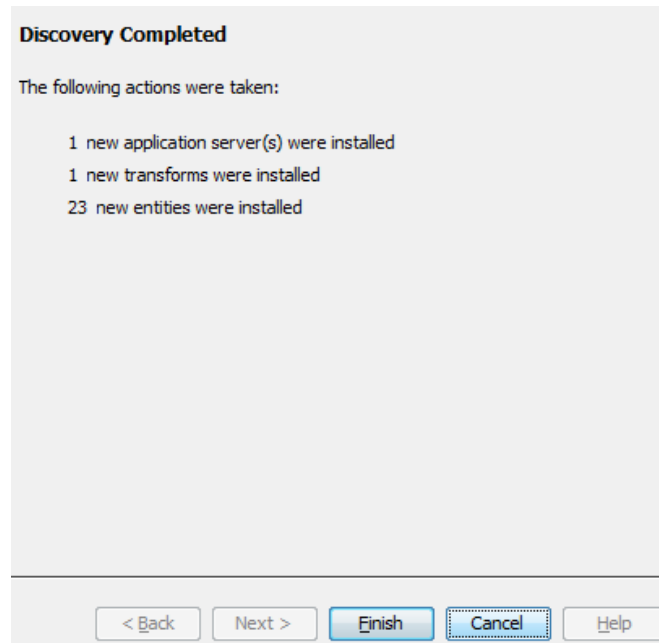 Discovery Completed
The following actions were taken:
1 new application server(s) were installed
1 new transforms were installed
23 new entities were installed
< Back Next > Finish Cancel Help